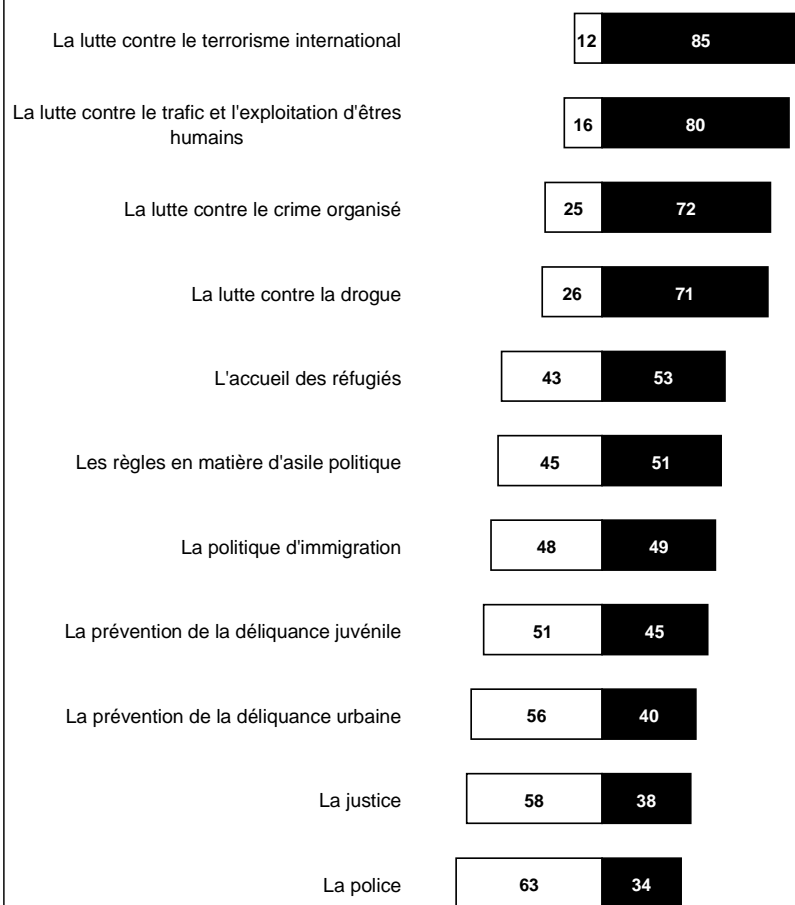 La lutte contre le terrorisme international 12 85
La lutte contre le trafic et l'exploitation d'êtres
humains 16 80
La lutte contre le crime organisé 25 72
La lutte contre la drogue 26 71
L'accueil des réfugiés 43 53
Les règles en matière d'asile politique 45 51
La politique d'immigration 48 49
La prévention de la déliquance juvénile 51 45
La prévention de la déliquance urbaine 56 40
La justice 58 38
La police 63 34